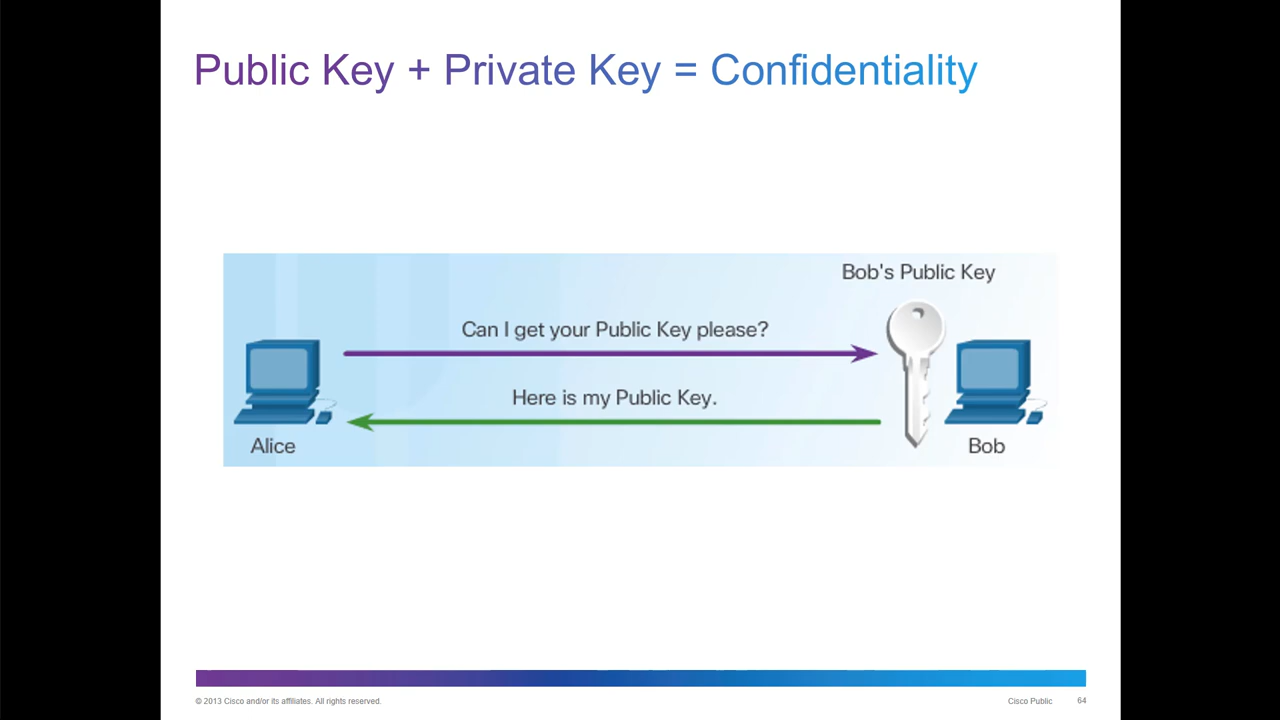 Public Key + Private Key = Confidentiality
Bob's Public Key
Can I get your Public Key please?
Here is my Public Key.
Alice
Bob
© 2013 Cisco and/or its affiliates. All rights reserved.
Cisco Public
64